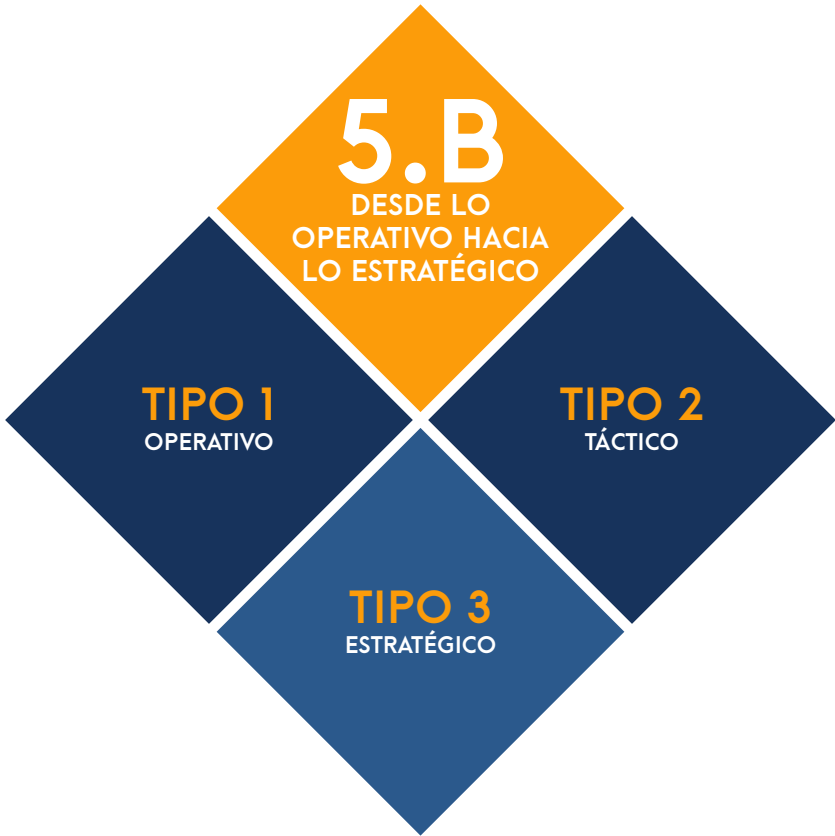 5.B
DESDE LO
OPERATIVO HACIA
LO ESTRATÉGICO
TIPO 1
OPERATIVO
TIPO 2
TÁCTICO
TIPO 3
ESTRATÉGICO